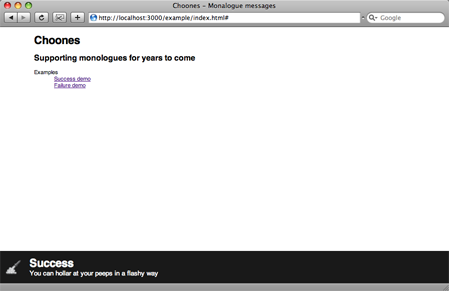 Choones - Monalogue messages
http://localhost:3000/example/index.html#
Google
Choones
Supporting monologues for years to come
Examples
Success demo
Failure demo
Success
You can hollar at your peeps in a flashy way